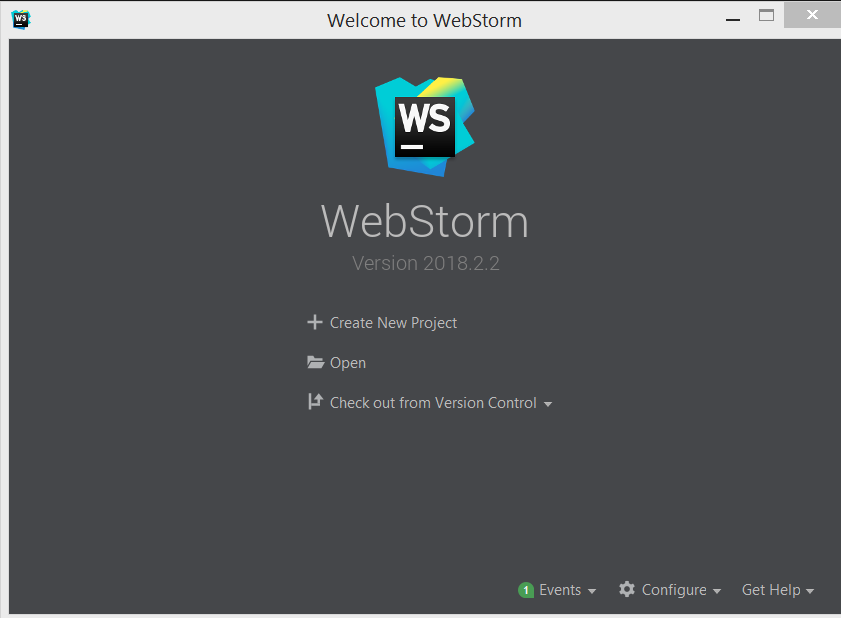 WS
Welcome to WebStorm
WS
WebStorm
Version 2018.2.2
Create New Project
Open
Check out from Version Control
1 Events Configure Get Help